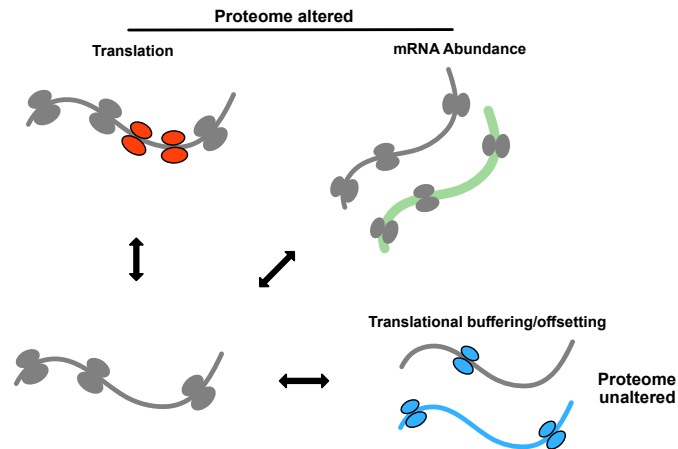 Proteome altered
Translation
mRNA Abundance
Translational buffering/offsetting
Proteome
unaltered